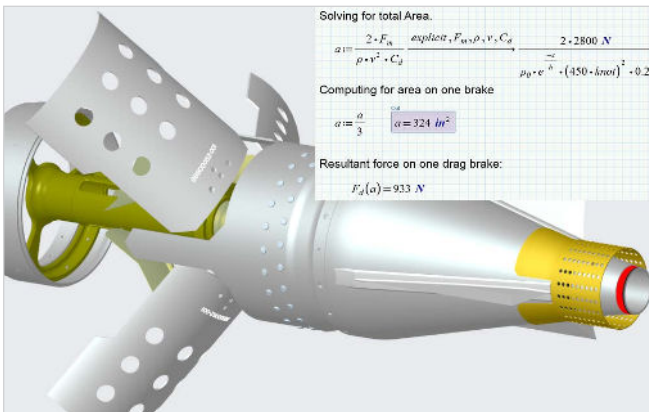 Solving for total Area.
a := 2 • F_m / ρ • v² • C_d explicit, F_m, ρ, v, C_d 2 • 2800 N / ρ_0 • e • (450 • knot)² • 0.2
Computing for area on one brake
a := a / 3 a = 324 in²
Resultant force on one drag brake:
F_d(a) = 933 N